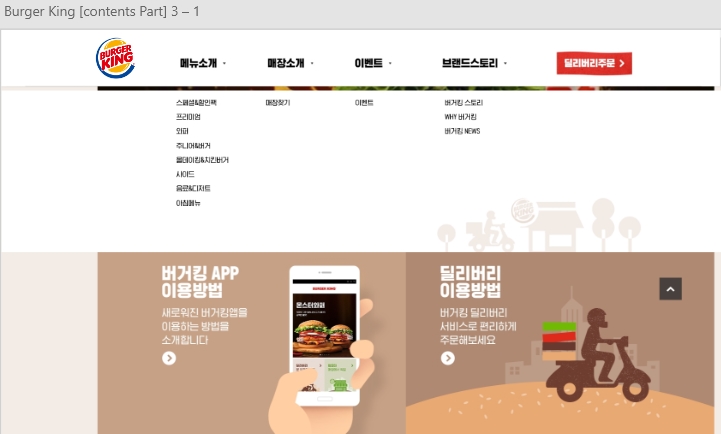 Burger King [contents Part] 3 – 1
BURGER
KING
메뉴소개
매장소개
이벤트
브랜드스토리
딜리버리주문
스페셜&할인팩
프리미엄
와퍼
주니어&버거
올데이킹&치킨버거
사이드
음료&디저트
아침메뉴
매장찾기
이벤트
버거킹 스토리
WHY 버거킹
버거킹 NEWS
버거킹 APP
이용방법
새로워진 버거킹앱을
이용하는 방법을
소개합니다
BURGER KING
몬스터와퍼
딜리버리
이용방법
버거킹 딜리버리
서비스로 편리하게
주문해보세요